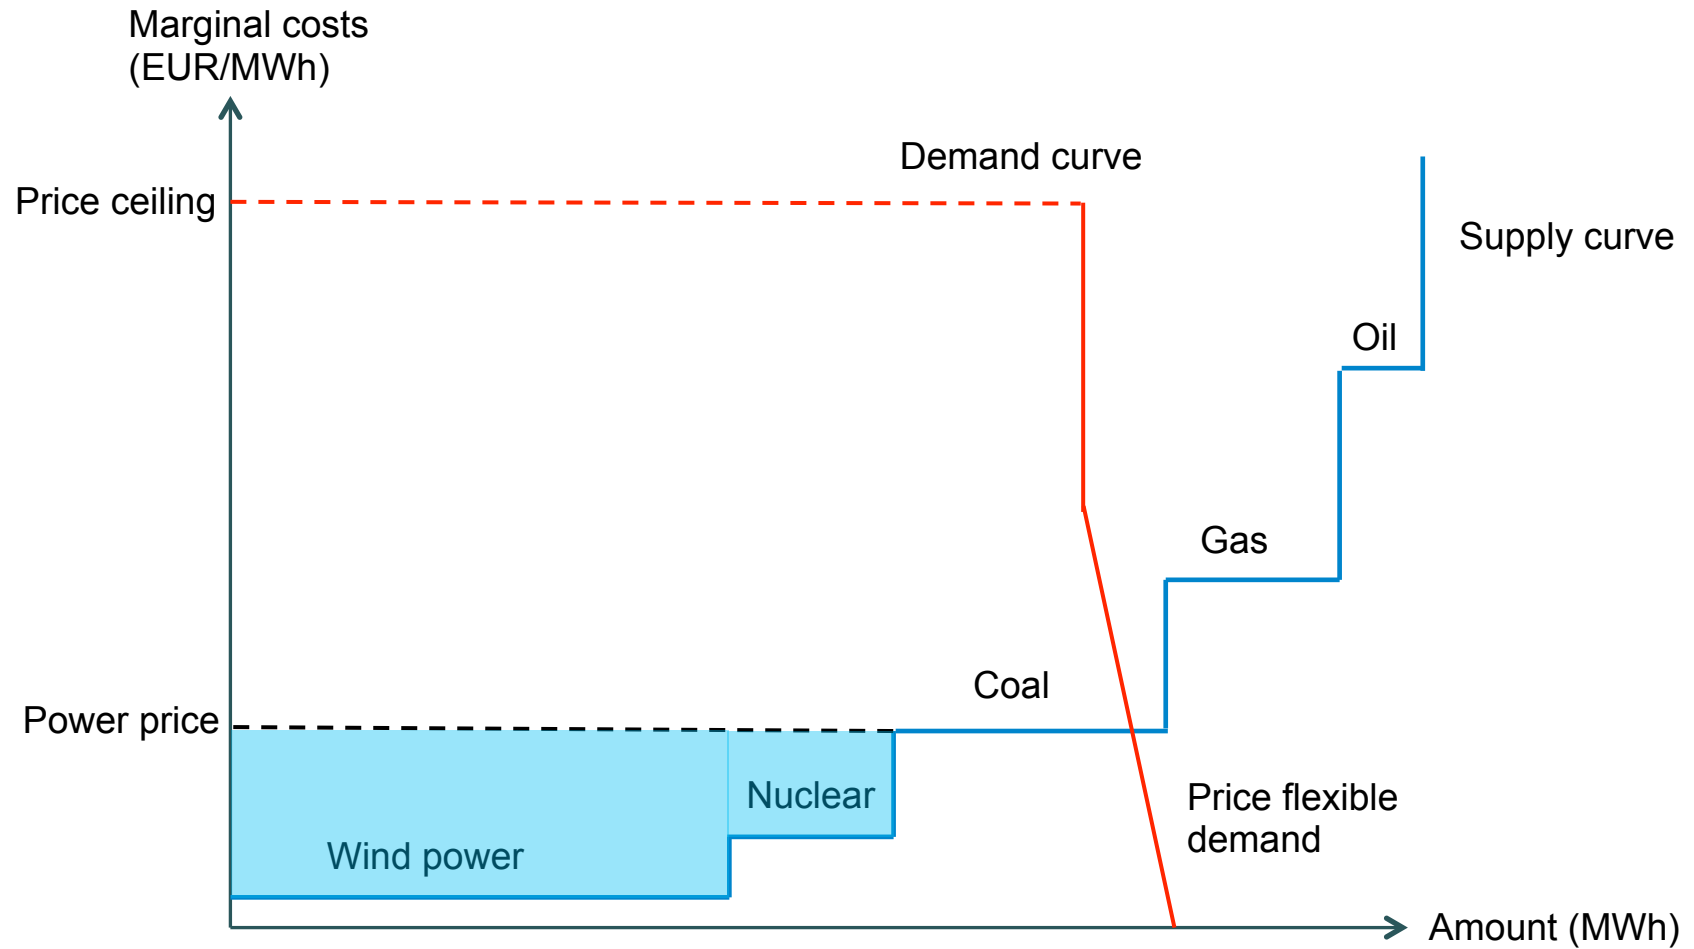 Marginal costs
(EUR/MWh)
Demand curve
Price ceiling
Supply curve
Oil
Gas
Coal
Power price
Nuclear
Price flexible
demand
Wind power
Amount (MWh)